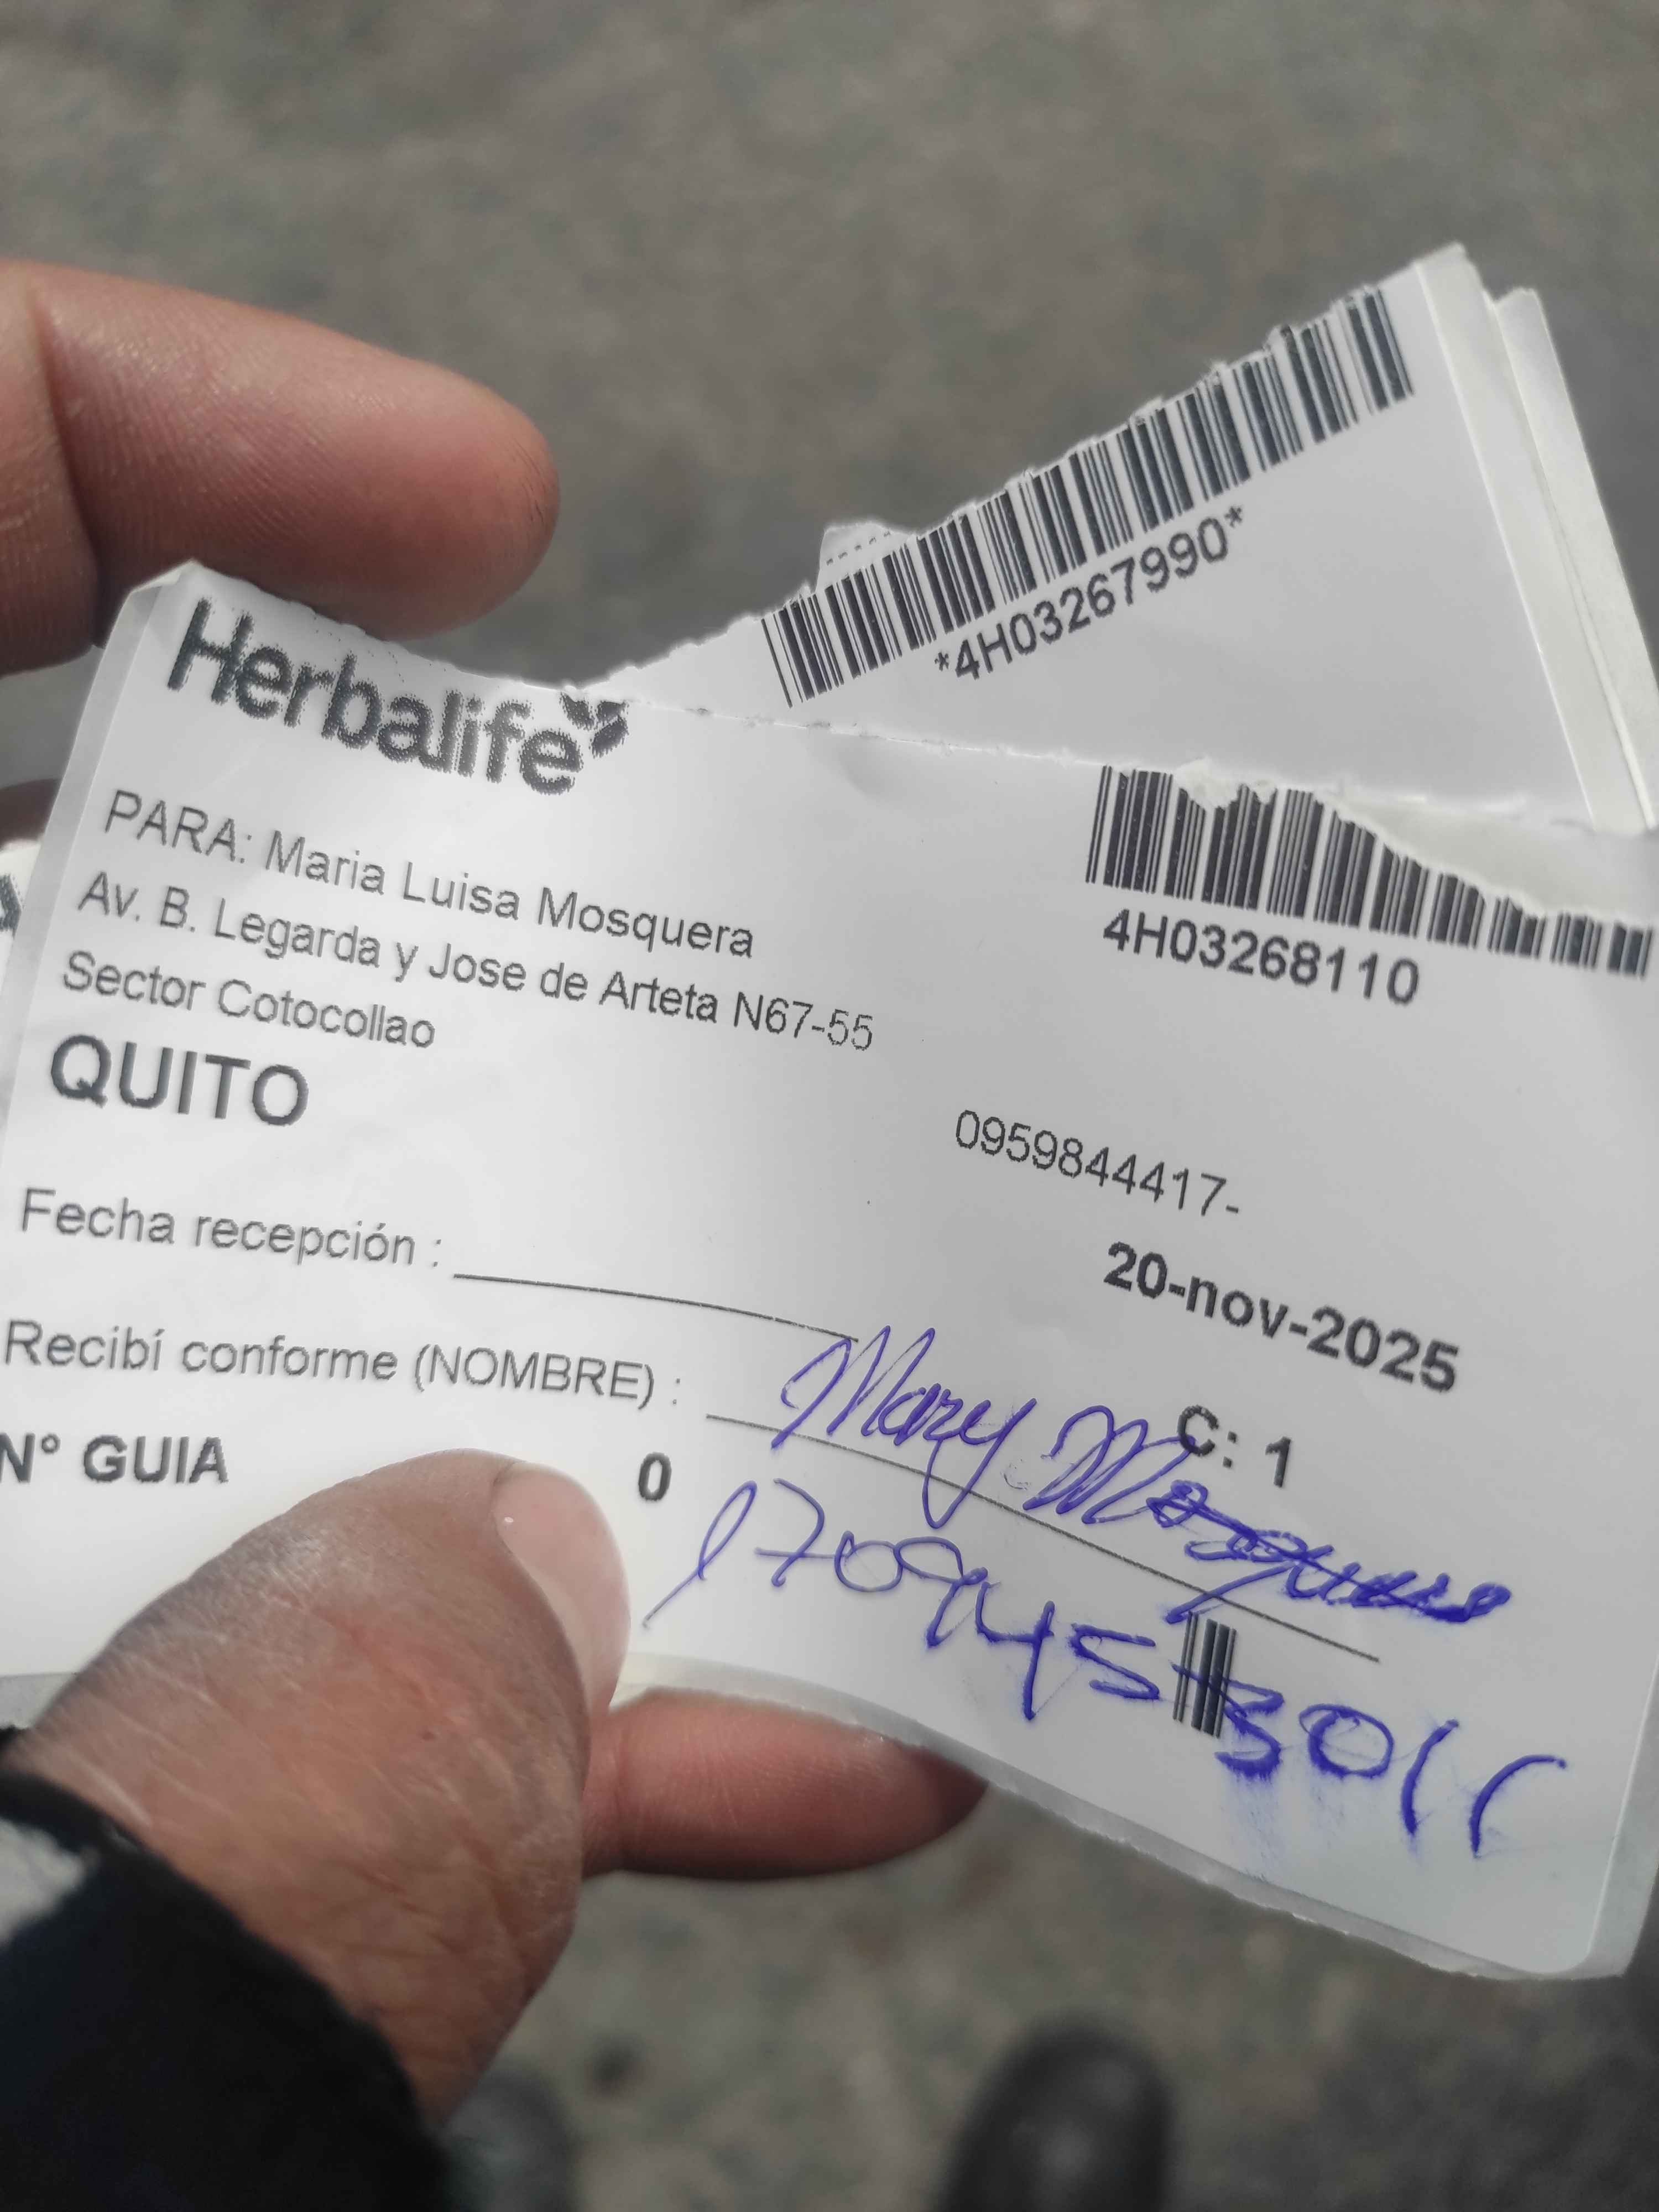 *4H03267990*
Herbalife
4H03268110
PARA: Maria Luisa Mosquera
Av. B. Legarda y Jose de Arteta N67-55
Sector Cotocollao
QUITO
0959844417-
Fecha recepción :
20-nov-2025
Recibí conforme (NOMBRE) : Mary Mosquera
C: 1
N° GUIA 0